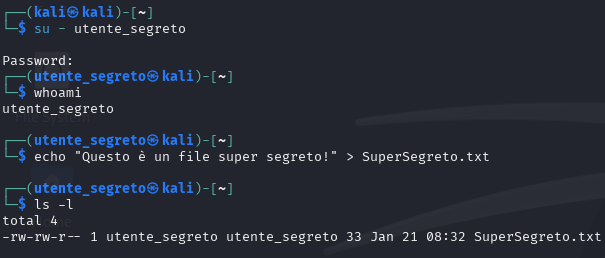 ┌──(kali㉿kali)-[~]
└─$ su - utente_segreto
Password:
┌──(utente_segreto㉿kali)-[~]
└─$ whoami
utente_segreto
┌──(utente_segreto㉿kali)-[~]
└─$ echo "Questo è un file super segreto!" > SuperSegreto.txt
┌──(utente_segreto㉿kali)-[~]
└─$ ls -l
total 4
-rw-rw-r-- 1 utente_segreto utente_segreto 33 Jan 21 08:32 SuperSegreto.txt